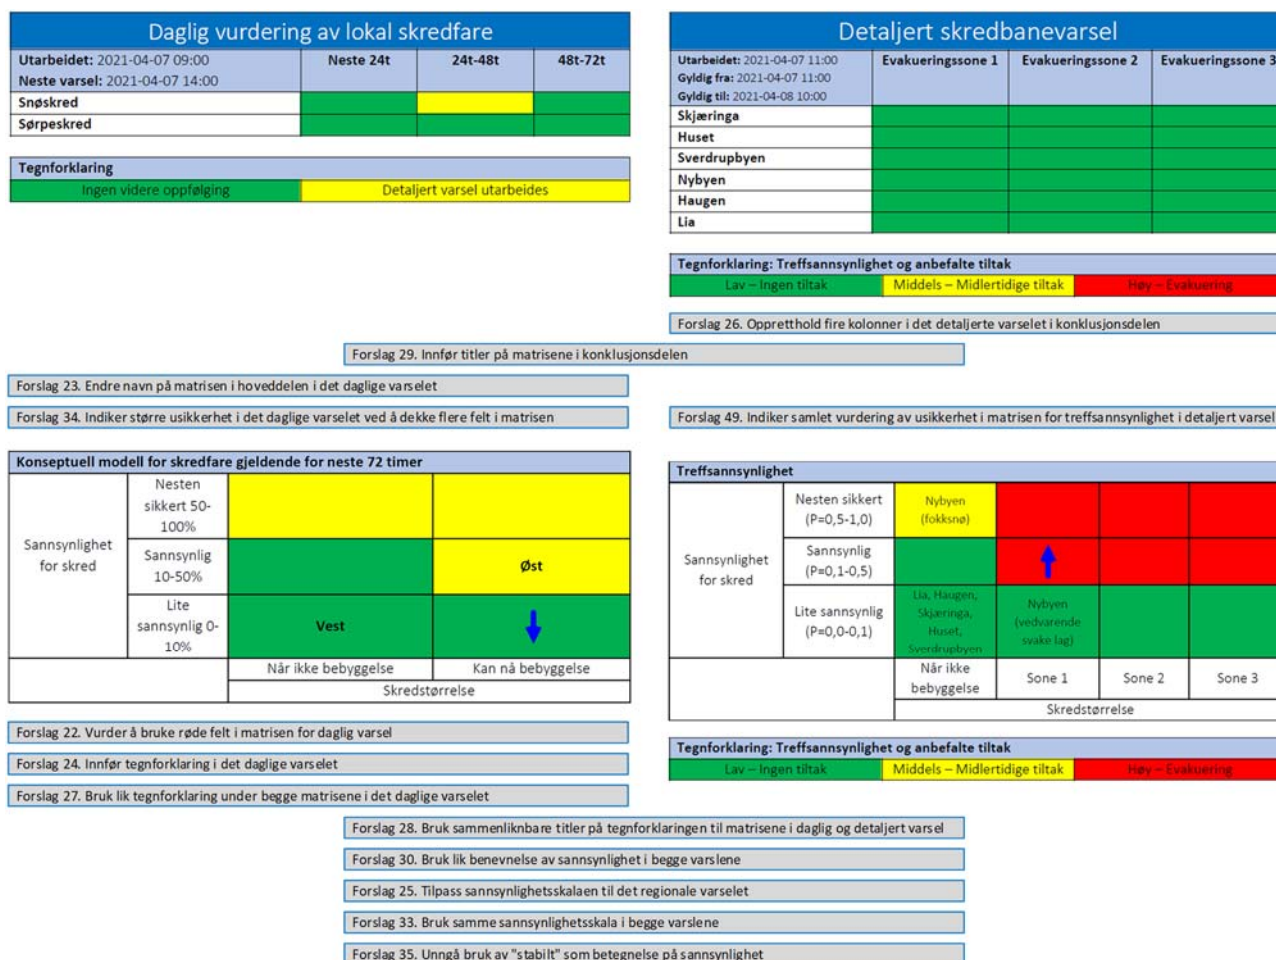 Daglig vurdering av lokal skredfare
Utarbeidet: 2021-04-07 09:00
Neste varsel: 2021-04-07 14:00
Neste 24t
24t-48t
48t-72t
Snøskred
Sørpeskred
Tegnforklaring
Ingen videre oppfølging
Detaljert varsel utarbeides
Detaljert skredbanevarsel
Utarbeidet: 2021-04-07 11:00
Gyldig fra: 2021-04-07 11:00
Gyldig til: 2021-04-08 10:00
Evakueringssone 1
Evakueringssone 2
Evakueringssone 3
Skjæringa
Huset
Sverdrupbyen
Nybyen
Haugen
Lia
Tegnforklaring: Treffsannsynlighet og anbefalte tiltak
Lav – Ingen tiltak
Middels – Midlertidige tiltak
Høy – Evakuering
Forslag 26. Oppretthold fire kolonner i det detaljerte varselet i konklusjonsdelen
Forslag 29. Innfør titler på matrisene i konklusjonsdelen
Forslag 23. Endre navn på matrisen i hoveddelen i det daglige varselet
Forslag 34. Indiker større usikkerhet i det daglige varselet ved å dekke flere felt i matrisen
Forslag 49. Indiker samlet vurdering av usikkerhet i matrisen for treffsannsynlighet i detaljert varsel
Konseptuell modell for skredfare gjeldende for neste 72 timer
Sannsynlighet
for skred
Nesten
sikkert 50-
100%
Sannsynlig
10-50%
Øst
Lite
sannsynlig 0-
10%
Vest
Når ikke bebyggelse
Kan nå bebyggelse
Skredstørrelse
Treffsannsynlighet
Sannsynlighet
for skred
Nesten sikkert
(P=0,5-1,0)
Nybyen
(fokksnø)
Sannsynlig
(P=0,1-0,5)
Lite sannsynlig
(P=0,0-0,1)
Lia, Haugen,
Skjæringa,
Huset,
Sverdrupbyen
Nybyen
(vedvarende
svake lag)
Når ikke
bebyggelse
Sone 1
Sone 2
Sone 3
Skredstørrelse
Forslag 22. Vurder å bruke røde felt i matrisen for daglig varsel
Forslag 24. Innfør tegnforklaring i det daglige varselet
Forslag 27. Bruk lik tegnforklaring under begge matrisene i det daglige varselet
Tegnforklaring: Treffsannsynlighet og anbefalte tiltak
Lav – Ingen tiltak
Middels – Midlertidige tiltak
Høy – Evakuering
Forslag 28. Bruk sammenliknbare titler på tegnforklaringen til matrisene i daglig og detaljert varsel
Forslag 30. Bruk lik benevnelse av sannsynlighet i begge varslene
Forslag 25. Tilpass sannsynlighetsskalaen til det regionale varselet
Forslag 33. Bruk samme sannsynlighetsskala i begge varslene
Forslag 35. Unngå bruk av "stabilt" som betegnelse på sannsynlighet